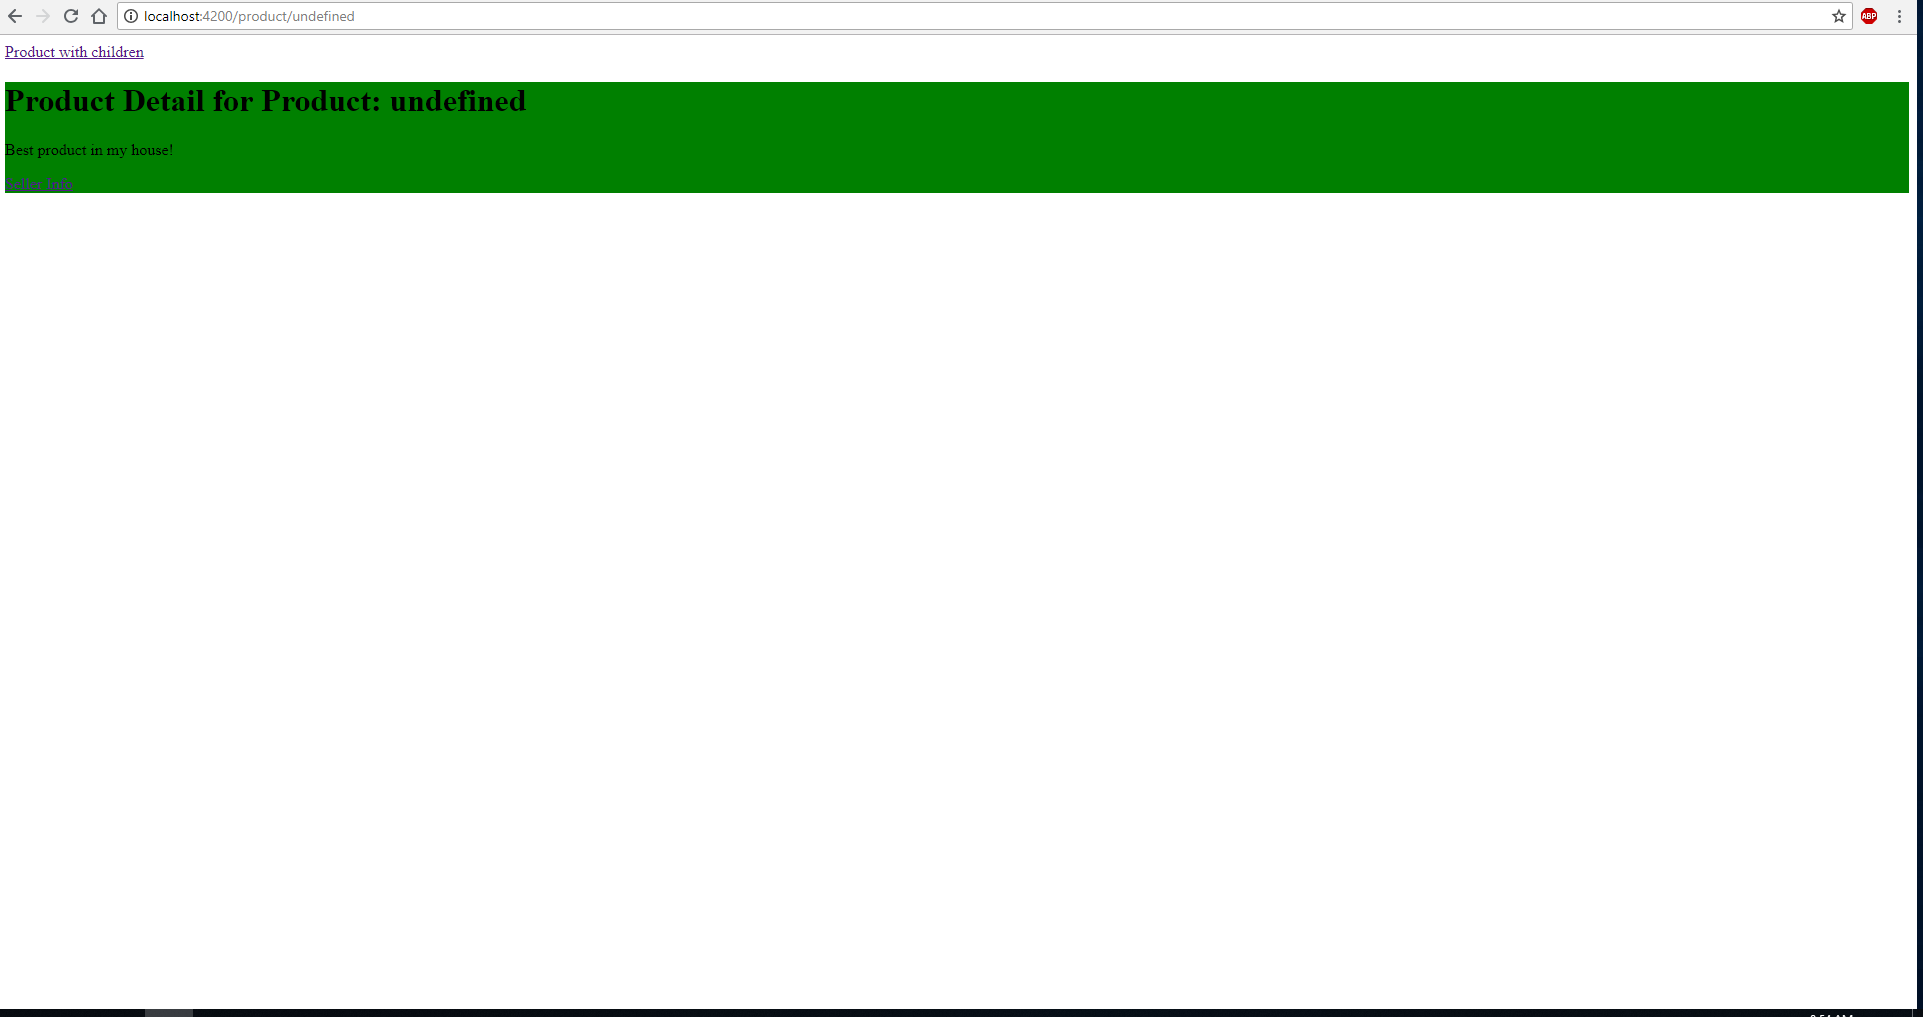 localhost:4200/product/undefined
ABP
Product with children
Product Detail for Product: undefined
Best product in my house!
Seller Info